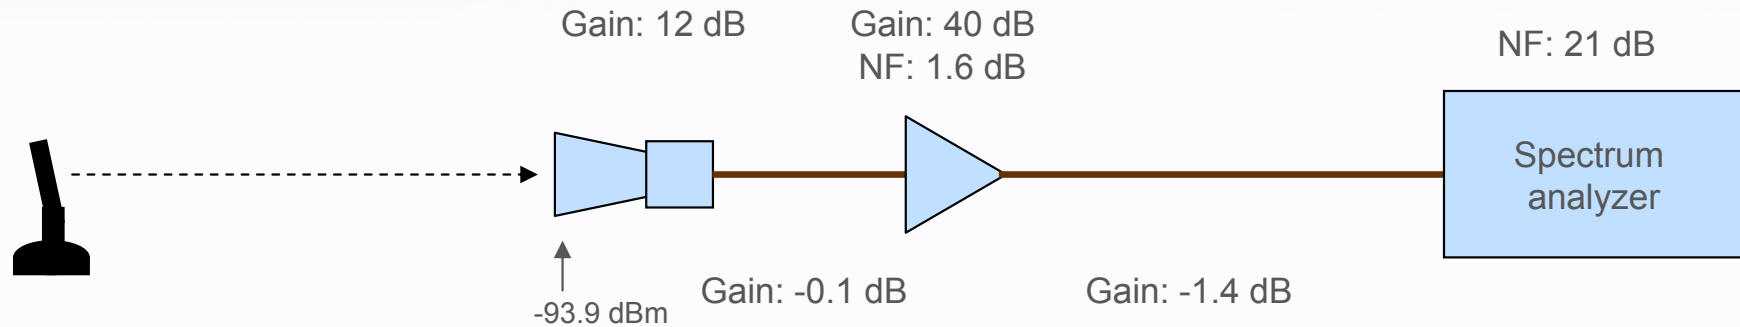 Gain: 12 dB
Gain: 40 dB
NF: 1.6 dB
NF: 21 dB
Spectrum
analyzer
Gain: -0.1 dB
Gain: -1.4 dB
-93.9 dBm